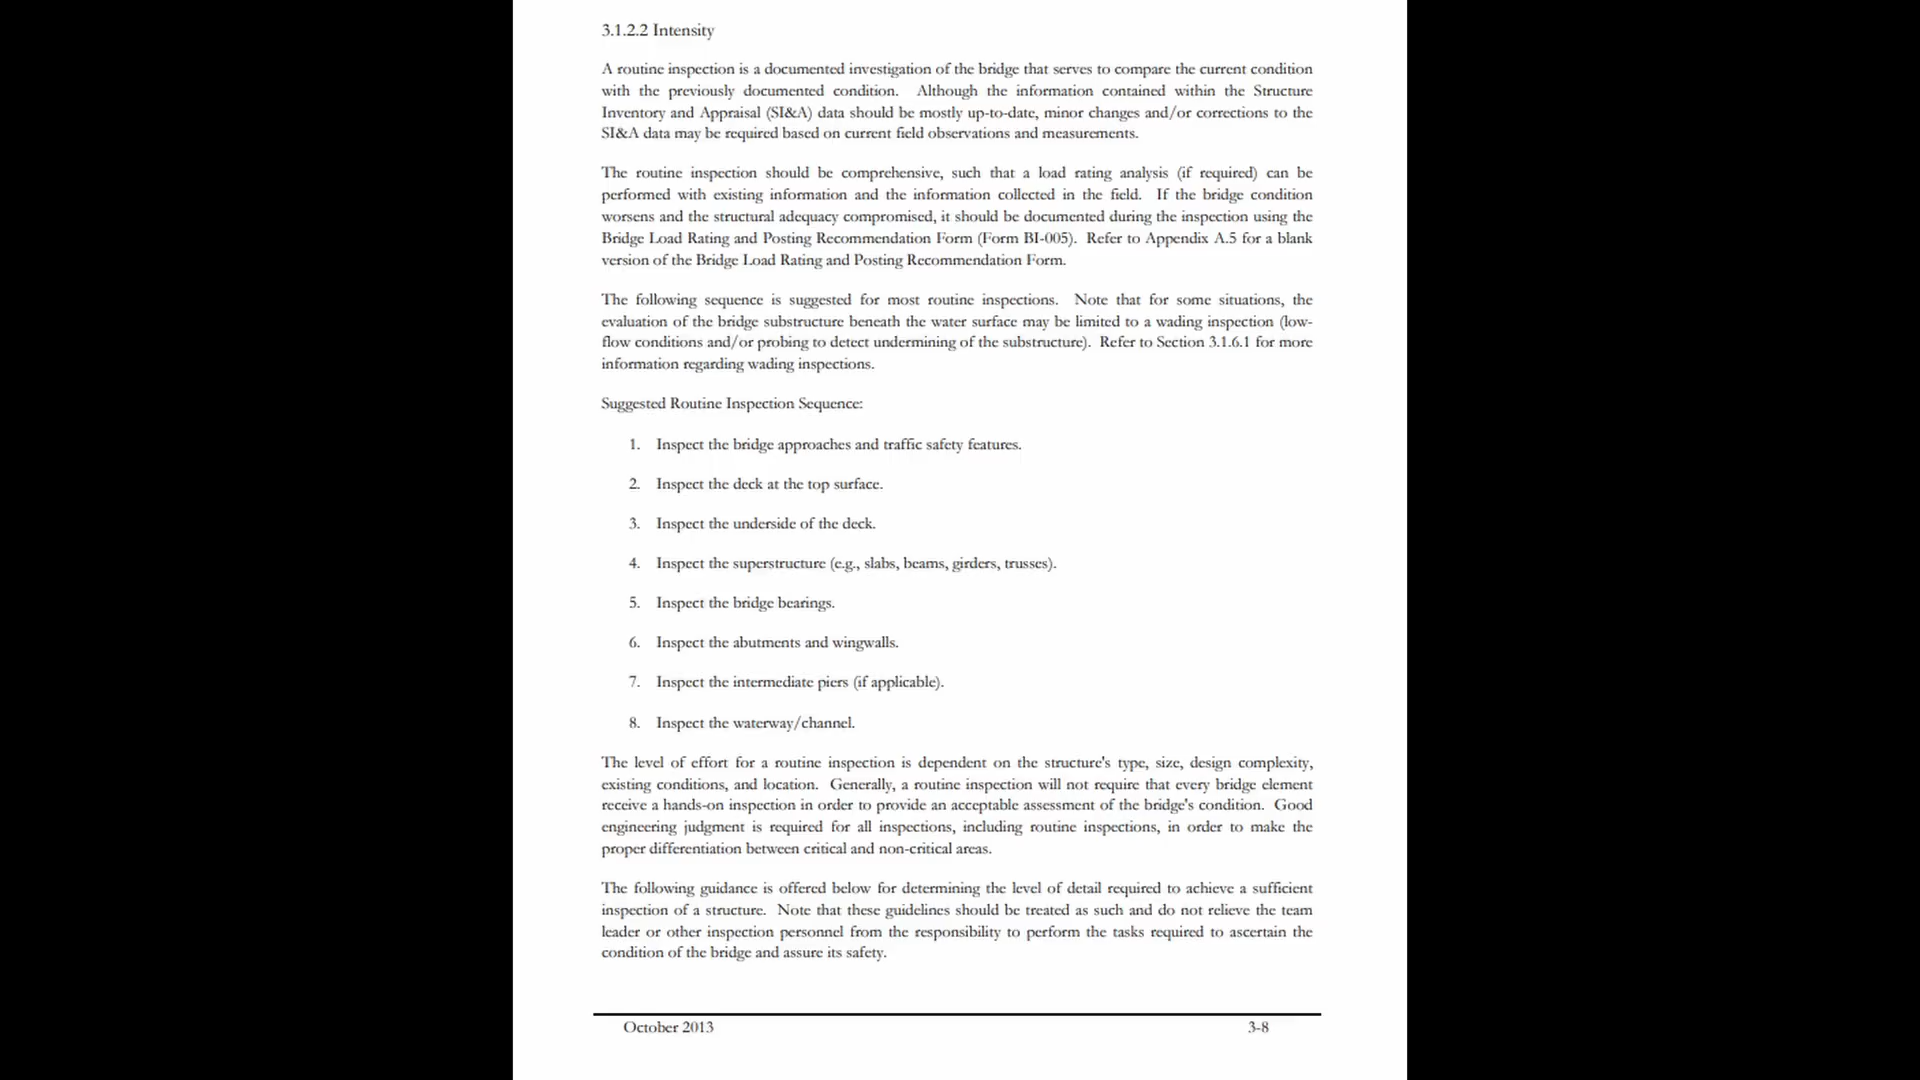 3.1.2.2 Intensity
A routine inspection is a documented investigation of the bridge that serves to compare the current condition
with the previously documented condition. Although the information contained within the Structure
Inventory and Appraisal (SI&A) data should be mostly up-to-date, minor changes and/or corrections to the
SI&A data may be required based on current field observations and measurements.
The routine inspection should be comprehensive, such that a load rating analysis (if required) can be
performed with existing information and the information collected in the field. If the bridge condition
worsens and the structural adequacy compromised, it should be documented during the inspection using the
Bridge Load Rating and Posting Recommendation Form (Form BI-005). Refer to Appendix A.5 for a blank
version of the Bridge Load Rating and Posting Recommendation Form.
The following sequence is suggested for most routine inspections. Note that for some situations, the
evaluation of the bridge substructure beneath the water surface may be limited to a wading inspection (low-
flow conditions and/or probing to detect undermining of the substructure). Refer to Section 3.1.6.1 for more
information regarding wading inspections.
Suggested Routine Inspection Sequence:
1. Inspect the bridge approaches and traffic safety features.
2. Inspect the deck at the top surface.
3. Inspect the underside of the deck.
4. Inspect the superstructure (e.g., slabs, beams, girders, trusses).
5. Inspect the bridge bearings.
6. Inspect the abutments and wingwalls.
7. Inspect the intermediate piers (if applicable).
8. Inspect the waterway/channel.
The level of effort for a routine inspection is dependent on the structure's type, size, design complexity,
existing conditions, and location. Generally, a routine inspection will not require that every bridge element
receive a hands-on inspection in order to provide an acceptable assessment of the bridge's condition. Good
engineering judgment is required for all inspections, including routine inspections, in order to make the
proper differentiation between critical and non-critical areas.
The following guidance is offered below for determining the level of detail required to achieve a sufficient
inspection of a structure. Note that these guidelines should be treated as such and do not relieve the team
leader or other inspection personnel from the responsibility to perform the tasks required to ascertain the
condition of the bridge and assure its safety.
October 2013 3-8